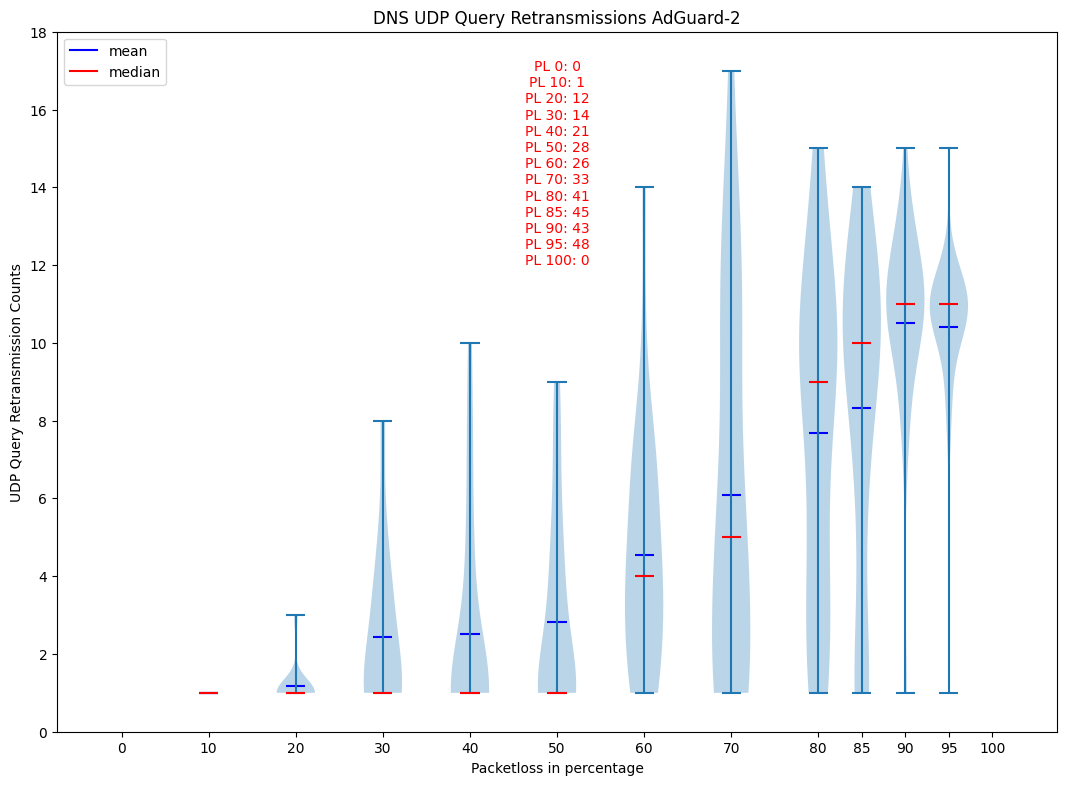 DNS UDP Query Retransmissions AdGuard-2
mean
median
PL 0: 0
PL 10: 1
PL 20: 12
PL 30: 14
PL 40: 21
PL 50: 28
PL 60: 26
PL 70: 33
PL 80: 41
PL 85: 45
PL 90: 43
PL 95: 48
PL 100: 0
UDP Query Retransmission Counts
18
16
14
12
10
8
6
4
2
0
0 10 20 30 40 50 60 70 80 85 90 95 100
Packetloss in percentage